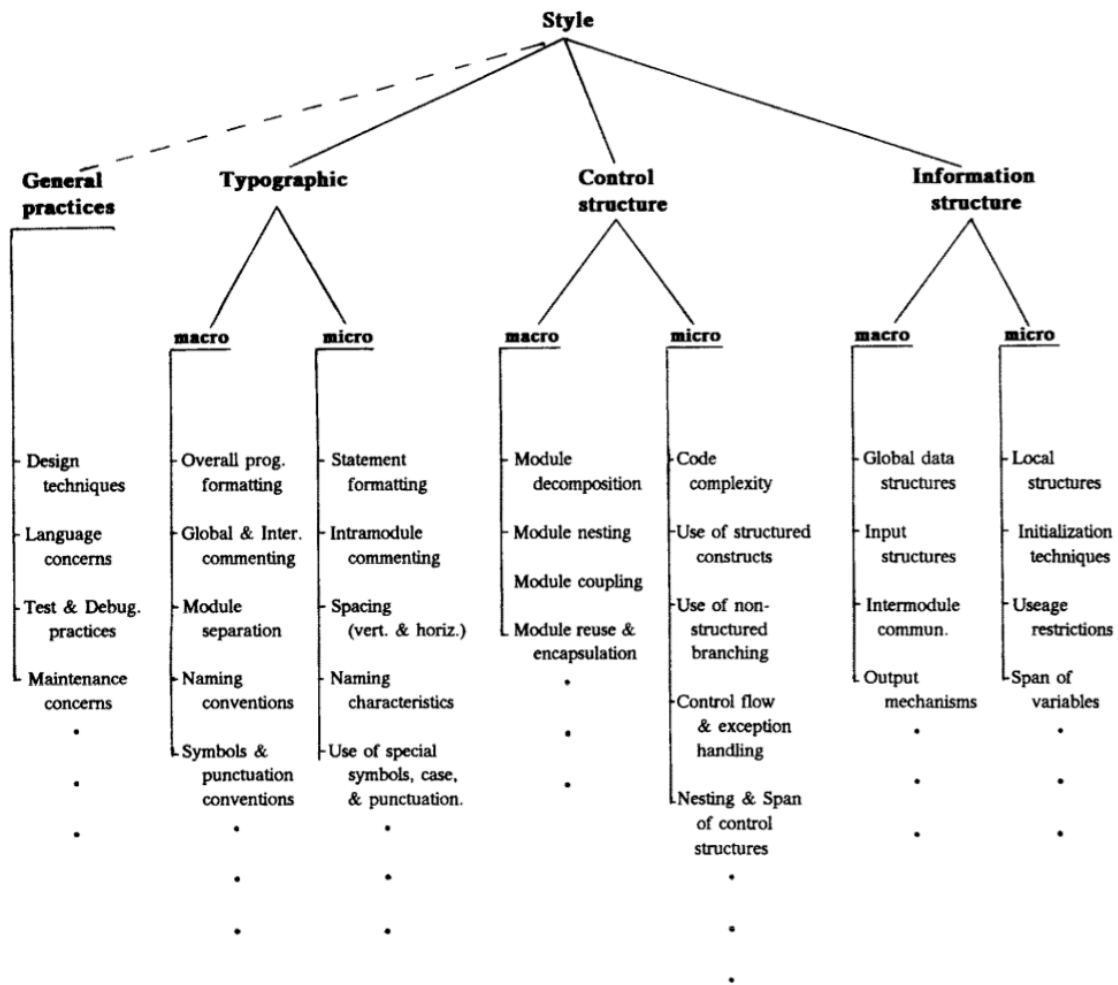 Style
General
practices
Typographic
Control
structure
Information
structure
macro
micro
macro
micro
macro
micro
Design
techniques
Language
concerns
Test & Debug.
practices
Maintenance
concerns
Overall prog.
formatting
Global & Inter.
commenting
Module
separation
Naming
conventions
Symbols &
punctuation
conventions
Statement
formatting
Intramodule
commenting
Spacing
(vert. & horiz.)
Naming
characteristics
Use of special
symbols, case,
& punctuation.
Module
decomposition
Module nesting
Module coupling
Module reuse &
encapsulation
Code
complexity
Use of structured
constructs
Use of non-
structured
branching
Control flow
& exception
handling
Nesting & Span
of control
structures
Global data
structures
Input
structures
Intermodule
commun.
Output
mechanisms
Local
structures
Initialization
techniques
Useage
restrictions
Span of
variables